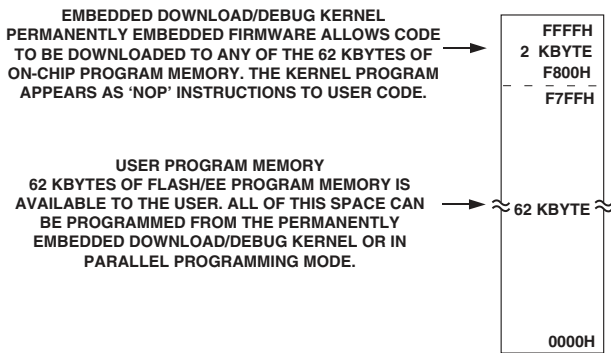 EMBEDDED DOWNLOAD/DEBUG KERNEL
PERMANENTLY EMBEDDED FIRMWARE ALLOWS CODE
TO BE DOWNLOADED TO ANY OF THE 62 KBYTES OF
ON-CHIP PROGRAM MEMORY. THE KERNEL PROGRAM
APPEARS AS ‘NOP’ INSTRUCTIONS TO USER CODE.
FFFFH
2 KBYTE
F800H
F7FFH
USER PROGRAM MEMORY
62 KBYTES OF FLASH/EE PROGRAM MEMORY IS
AVAILABLE TO THE USER. ALL OF THIS SPACE CAN
BE PROGRAMMED FROM THE PERMANENTLY
EMBEDDED DOWNLOAD/DEBUG KERNEL OR IN
PARALLEL PROGRAMMING MODE.
62 KBYTE
0000H